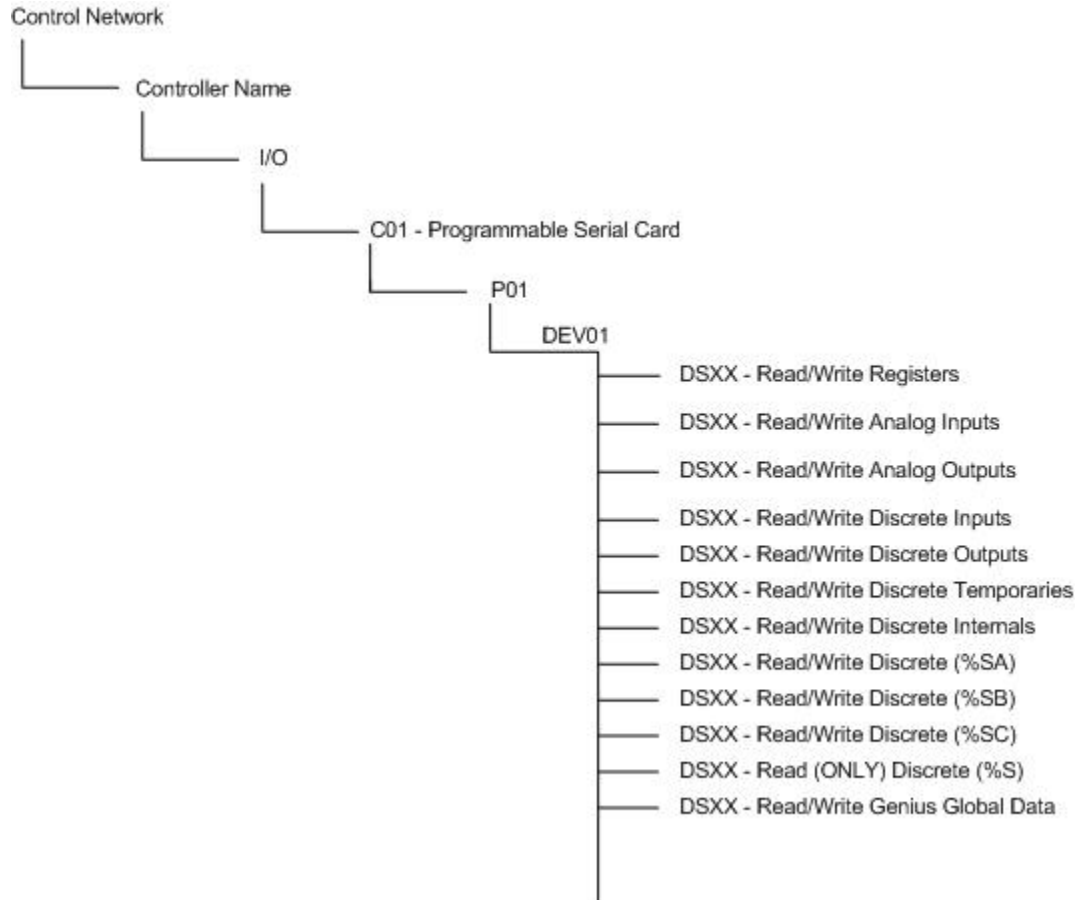 Control Network
Controller Name
I/O
C01 - Programmable Serial Card
P01
DEV01
DSXX - Read/Write Registers
DSXX - Read/Write Analog Inputs
DSXX - Read/Write Analog Outputs
DSXX - Read/Write Discrete Inputs
DSXX - Read/Write Discrete Outputs
DSXX - Read/Write Discrete Temporaries
DSXX - Read/Write Discrete Internals
DSXX - Read/Write Discrete (%SA)
DSXX - Read/Write Discrete (%SB)
DSXX - Read/Write Discrete (%SC)
DSXX - Read (ONLY) Discrete (%S)
DSXX - Read/Write Genius Global Data